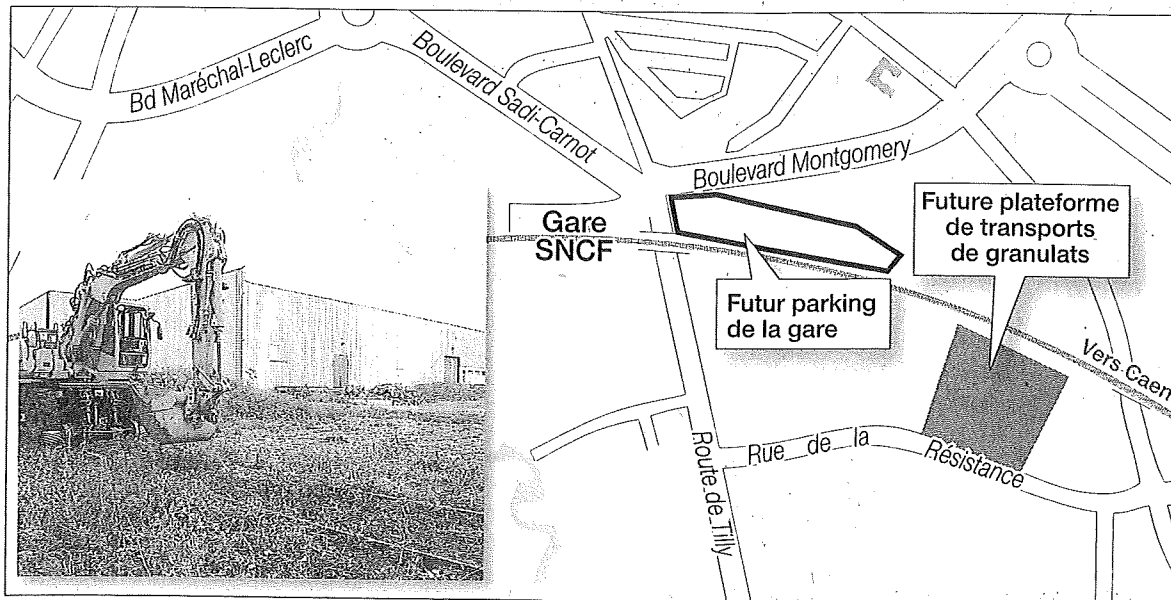 Bd Maréchal-Leclerc
Boulevard Sadi-Carnot
Boulevard Montgomery
Gare
SNCF
Future plateforme
de transports
de granulats
Futur parking
de la gare
Vers Caen
Rue de la Résistance
Route de Tilly